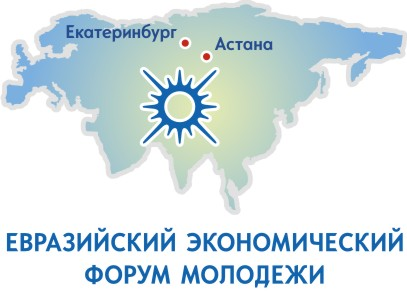 Екатеринбург
Астана
ЕВРАЗИЙСКИЙ ЭКОНОМИЧЕСКИЙ
ФОРУМ МОЛОДЕЖИ